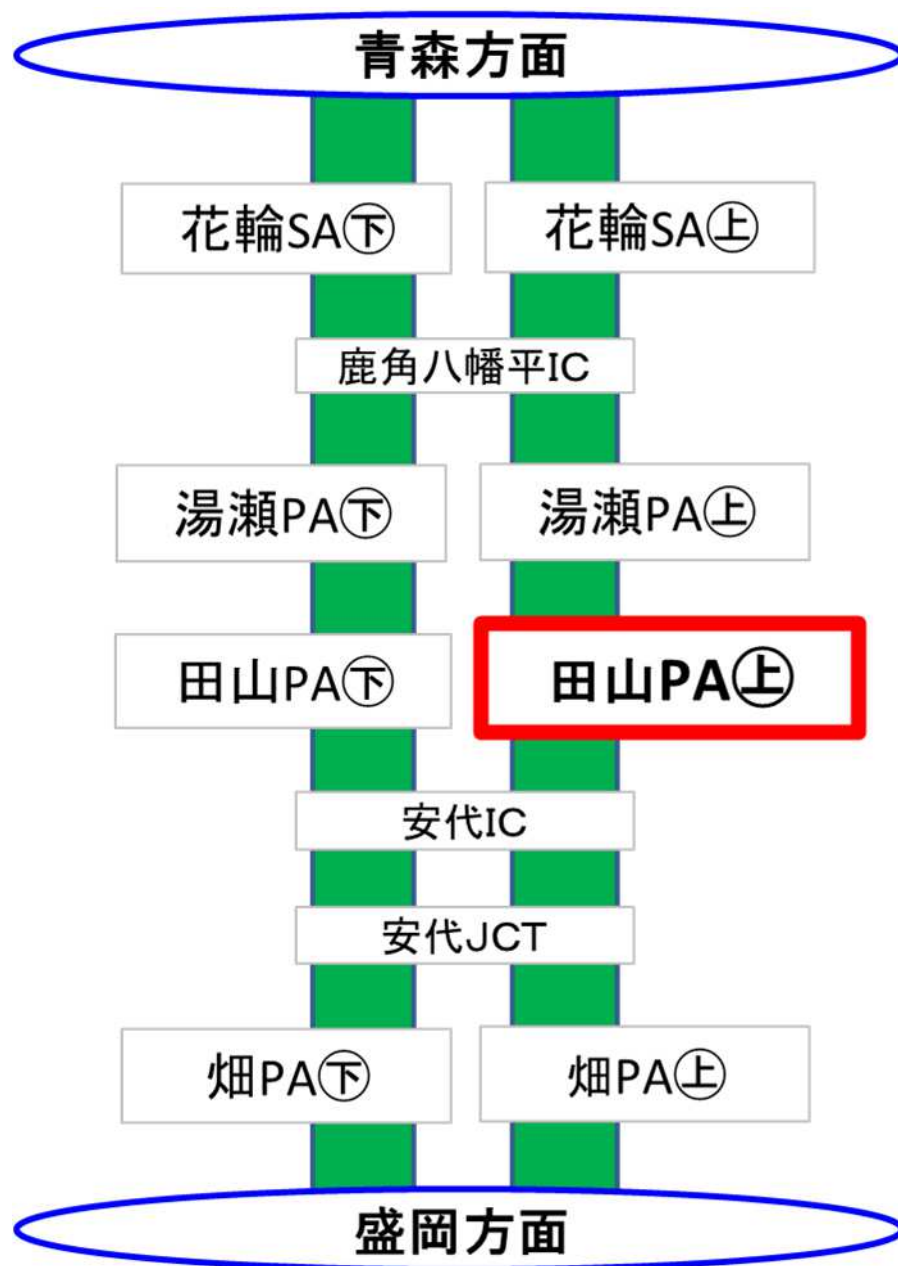 青森方面
花輪SA㊦ 花輪SA㊤
鹿角八幡平IC
湯瀬PA㊦ 湯瀬PA㊤
田山PA㊦ 田山PA㊤
安代IC
安代JCT
畑PA㊦ 畑PA㊤
盛岡方面